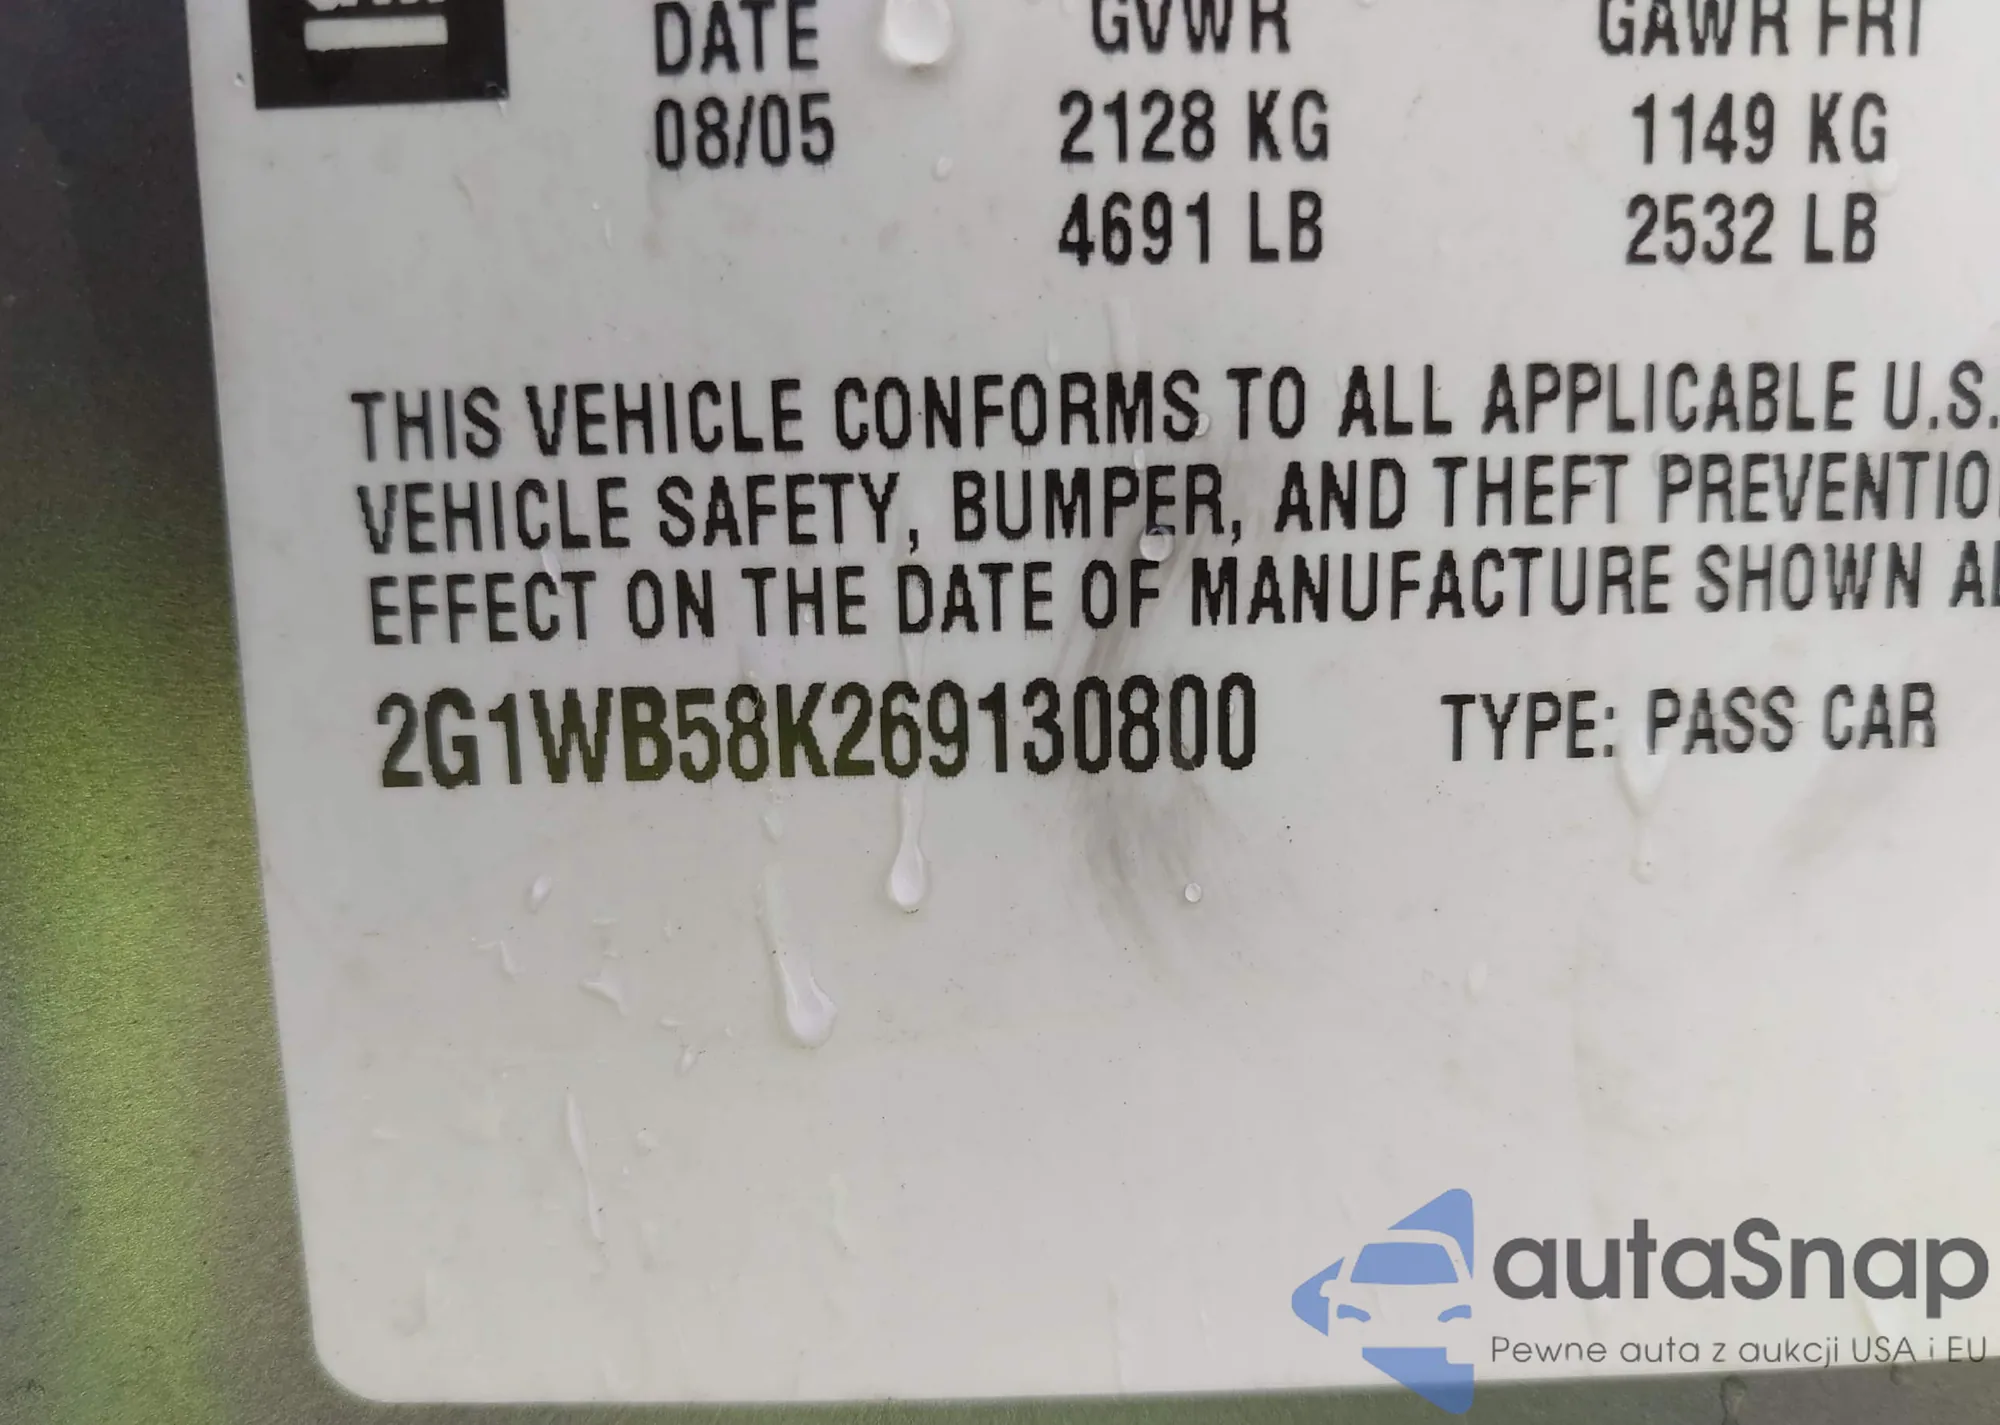 DATE GVWR GAWR FRT
08/05 2128 KG 1149 KG
4691 LB 2532 LB
THIS VEHICLE CONFORMS TO ALL APPLICABLE U.S.
VEHICLE SAFETY, BUMPER, AND THEFT PREVENTIO
EFFECT ON THE DATE OF MANUFACTURE SHOWN
2G1WB58K269130800 TYPE: PASS CAR
autaSnap
Pewne auta z aukcji USA i EU